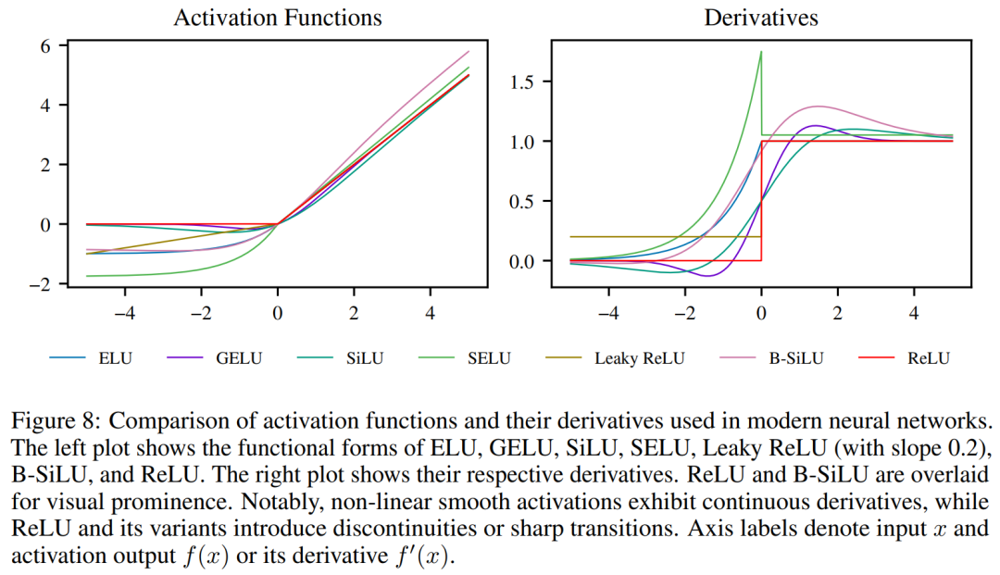 Activation Functions
Derivatives
6
4
2
0
−2
−4
−2
0
2
4
1.5
1.0
0.5
0.0
−4
−2
0
2
4
ELU GELU SiLU SELU Leaky ReLU B-SiLU ReLU
Figure 8: Comparison of activation functions and their derivatives used in modern neural networks.
The left plot shows the functional forms of ELU, GELU, SiLU, SELU, Leaky ReLU (with slope 0.2),
B-SiLU, and ReLU. The right plot shows their respective derivatives. ReLU and B-SiLU are overlaid
for visual prominence. Notably, non-linear smooth activations exhibit continuous derivatives, while
ReLU and its variants introduce discontinuities or sharp transitions. Axis labels denote input x and
activation output f(x) or its derivative f′(x).